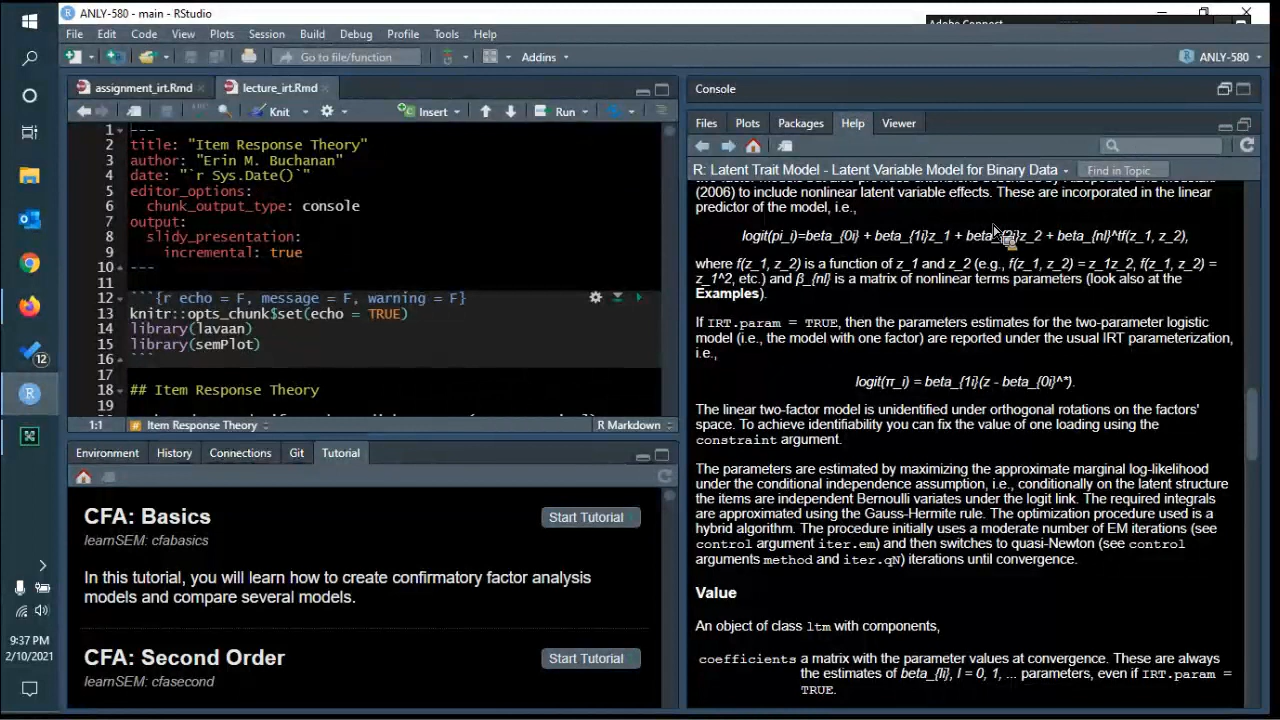 ANLY-580 - main - RStudio
Adobe Connect
File Edit Code View Plots Session Build Debug Profile Tools Help
Go to file/function
Addins
ANLY-580
assignment_irt.Rmd
lecture_irt.Rmd
Knit
Insert
Run
1 ---
2 title: "Item Response Theory"
3 author: "Erin M. Buchanan"
4 date: "`r Sys.Date()`"
5 editor_options:
6 chunk_output_type: console
7 output:
8 slidy_presentation:
9 incremental: true
10 ---
11
12 ```{r echo = F, message = F, warning = F}
13 knitr::opts_chunk$set(echo = TRUE)
14 library(lavaan)
15 library(semPlot)
16 ```
17
18 ## Item Response Theory
19
1:1 Item Response Theory R Markdown
Environment History Connections Git Tutorial
CFA: Basics
Start Tutorial
learnSEM: cfabasics
In this tutorial, you will learn how to create confirmatory factor analysis
models and compare several models.
CFA: Second Order
Start Tutorial
learnSEM: cfasecond
Console
Files Plots Packages Help Viewer
R: Latent Trait Model - Latent Variable Model for Binary Data
Find in Topic
(2006) to include nonlinear latent variable effects. These are incorporated in the linear
predictor of the model, i.e.,
logit(pi_i)=beta_{0i} + beta_{1i}z_1 + beta_{2i}z_2 + beta_{nl}^tf(z_1, z_2),
where f(z_1, z_2) is a function of z_1 and z_2 (e.g., f(z_1, z_2) = z_1z_2, f(z_1, z_2) =
z_1^2, etc.) and β_{nl} is a matrix of nonlinear terms parameters (look also at the
Examples).
If IRT.param = TRUE, then the parameters estimates for the two-parameter logistic
model (i.e., the model with one factor) are reported under the usual IRT parameterization,
i.e.,
logit(π_i) = beta_{1i}(z - beta_{0i}^*).
The linear two-factor model is unidentified under orthogonal rotations on the factors'
space. To achieve identifiability you can fix the value of one loading using the
constraint argument.
The parameters are estimated by maximizing the approximate marginal log-likelihood
under the conditional independence assumption, i.e., conditionally on the latent structure
the items are independent Bernoulli variates under the logit link. The required integrals
are approximated using the Gauss-Hermite rule. The optimization procedure used is a
hybrid algorithm. The procedure initially uses a moderate number of EM iterations (see
control argument iter.em) and then switches to quasi-Newton (see control
arguments method and iter.qN) iterations until convergence.
Value
An object of class ltm with components,
coefficients a matrix with the parameter values at convergence. These are always
the estimates of beta_{li}, l = 0, 1, ... parameters, even if IRT.param =
TRUE.
12
9:37 PM
2/10/2021